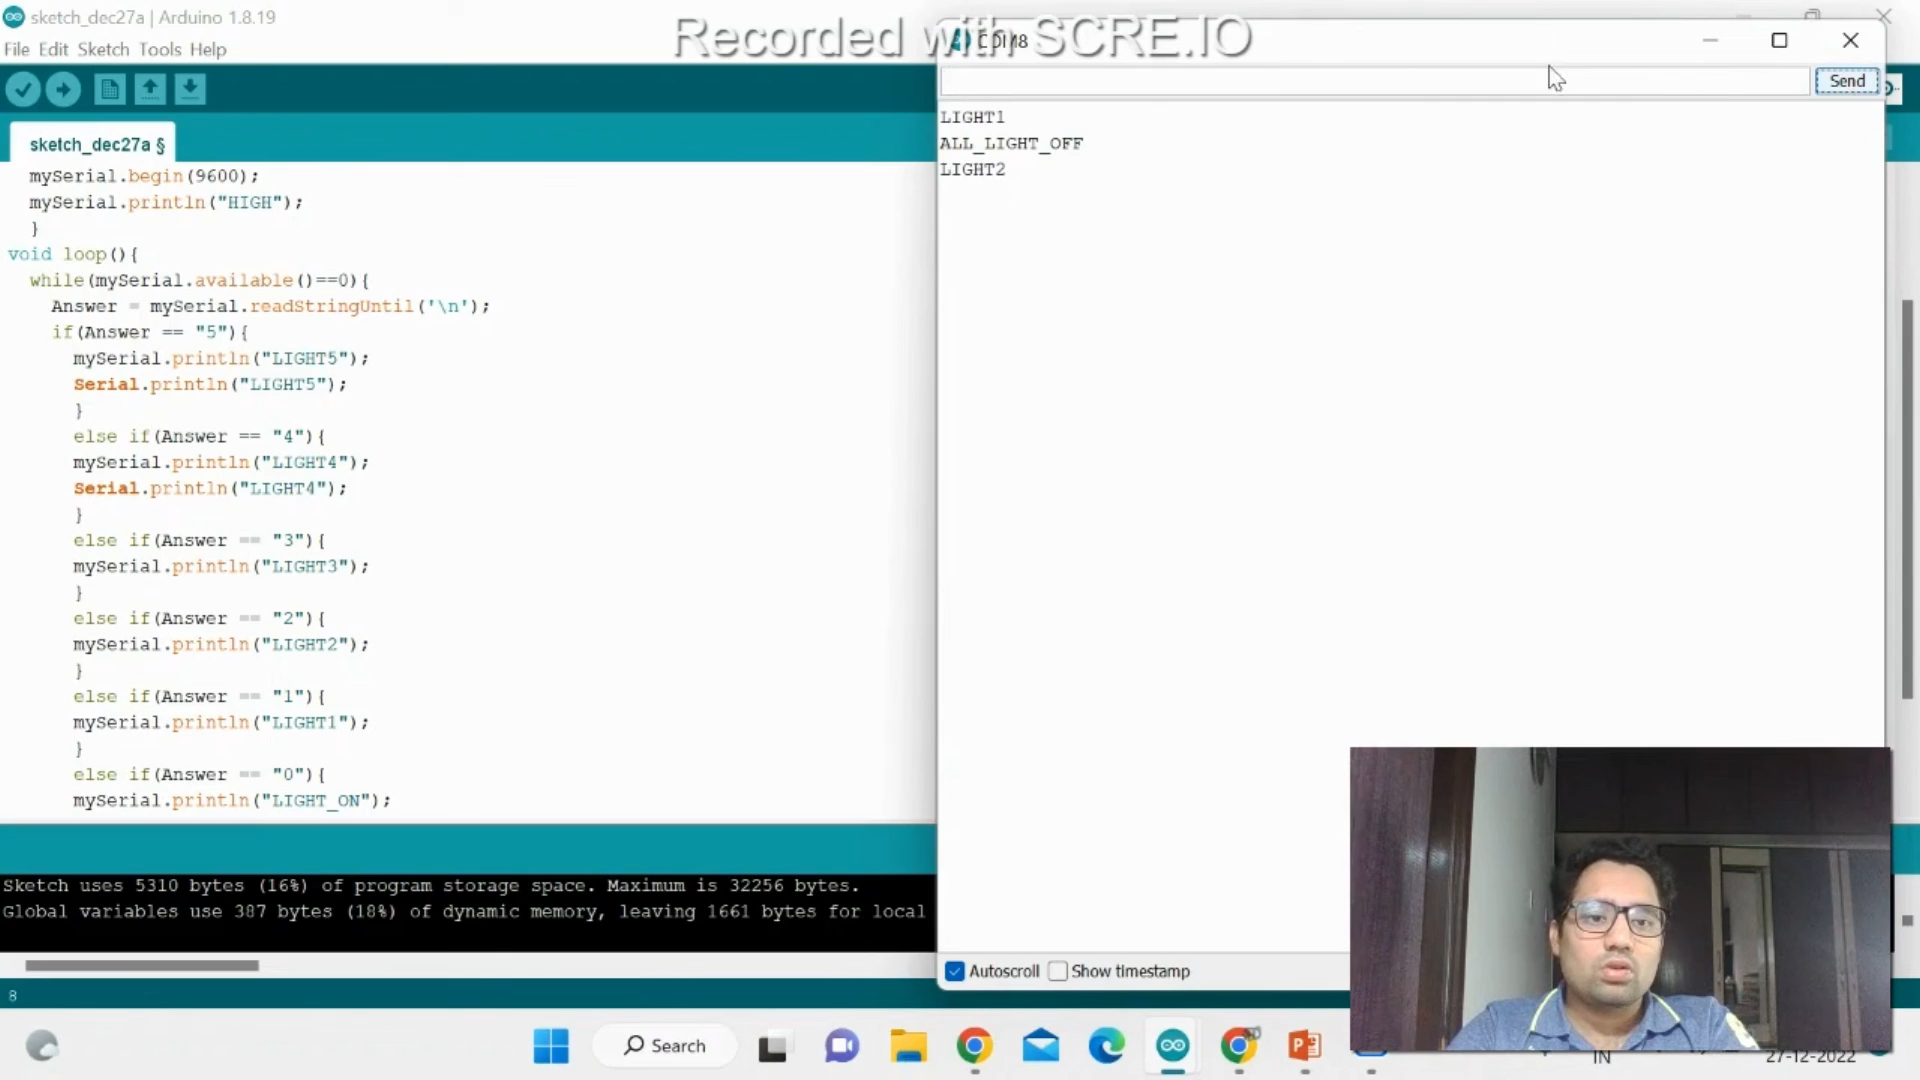 sketch_dec27a | Arduino 1.8.19
Recorded with SCRE.IO
COM8
File Edit Sketch Tools Help
Send
sketch_dec27a §
LIGHT1
ALL_LIGHT_OFF
LIGHT2
mySerial.begin(9600);
mySerial.println("HIGH");
}
void loop(){
while(mySerial.available()==0){
Answer = mySerial.readStringUntil('\n');
if(Answer == "5"){
mySerial.println("LIGHT5");
Serial.println("LIGHT5");
}
else if(Answer == "4"){
mySerial.println("LIGHT4");
Serial.println("LIGHT4");
}
else if(Answer == "3"){
mySerial.println("LIGHT3");
}
else if(Answer == "2"){
mySerial.println("LIGHT2");
}
else if(Answer == "1"){
mySerial.println("LIGHT1");
}
else if(Answer == "0"){
mySerial.println("LIGHT_ON");
Sketch uses 5310 bytes (16%) of program storage space. Maximum is 32256 bytes.
Global variables use 387 bytes (18%) of dynamic memory, leaving 1661 bytes for local
Autoscroll Show timestamp
8
Search
IN
27-12-2022